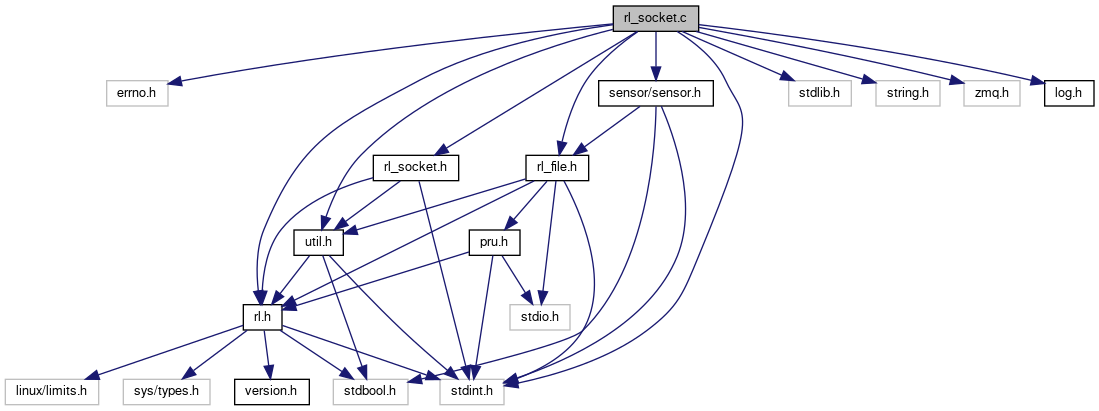 rl_socket.c
errno.h
sensor/sensor.h
stdlib.h
string.h
zmq.h
log.h
rl_socket.h
rl_file.h
util.h
pru.h
rl.h
stdio.h
linux/limits.h
sys/types.h
version.h
stdbool.h
stdint.h